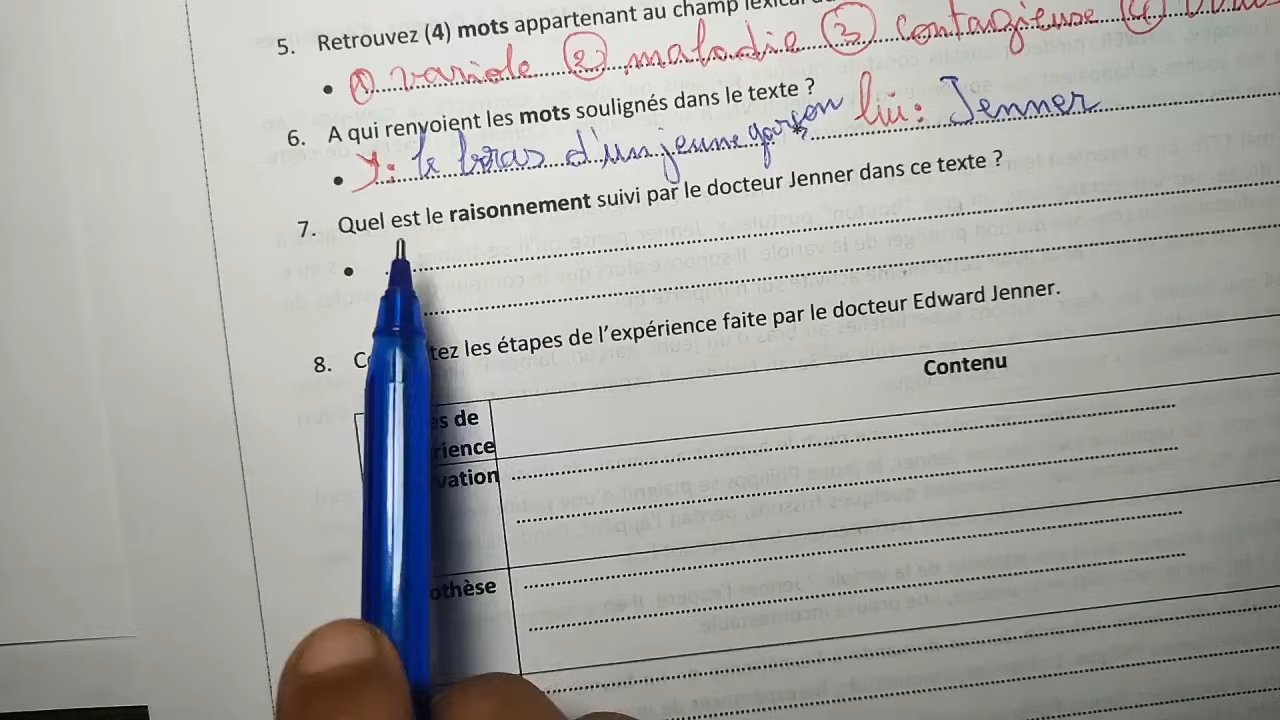 5. Retrouvez (4) mots appartenant au champ lexical
• ① variole ② maladie ③ contagieuse ④
6. A qui renvoient les mots soulignés dans le texte ?
• y: le bras d'un jeune garçon lui: Jenner
7. Quel est le raisonnement suivi par le docteur Jenner dans ce texte ?
•
8. tez les étapes de l'expérience faite par le docteur Edward Jenner.
Contenu
es de
rience
vation
othèse